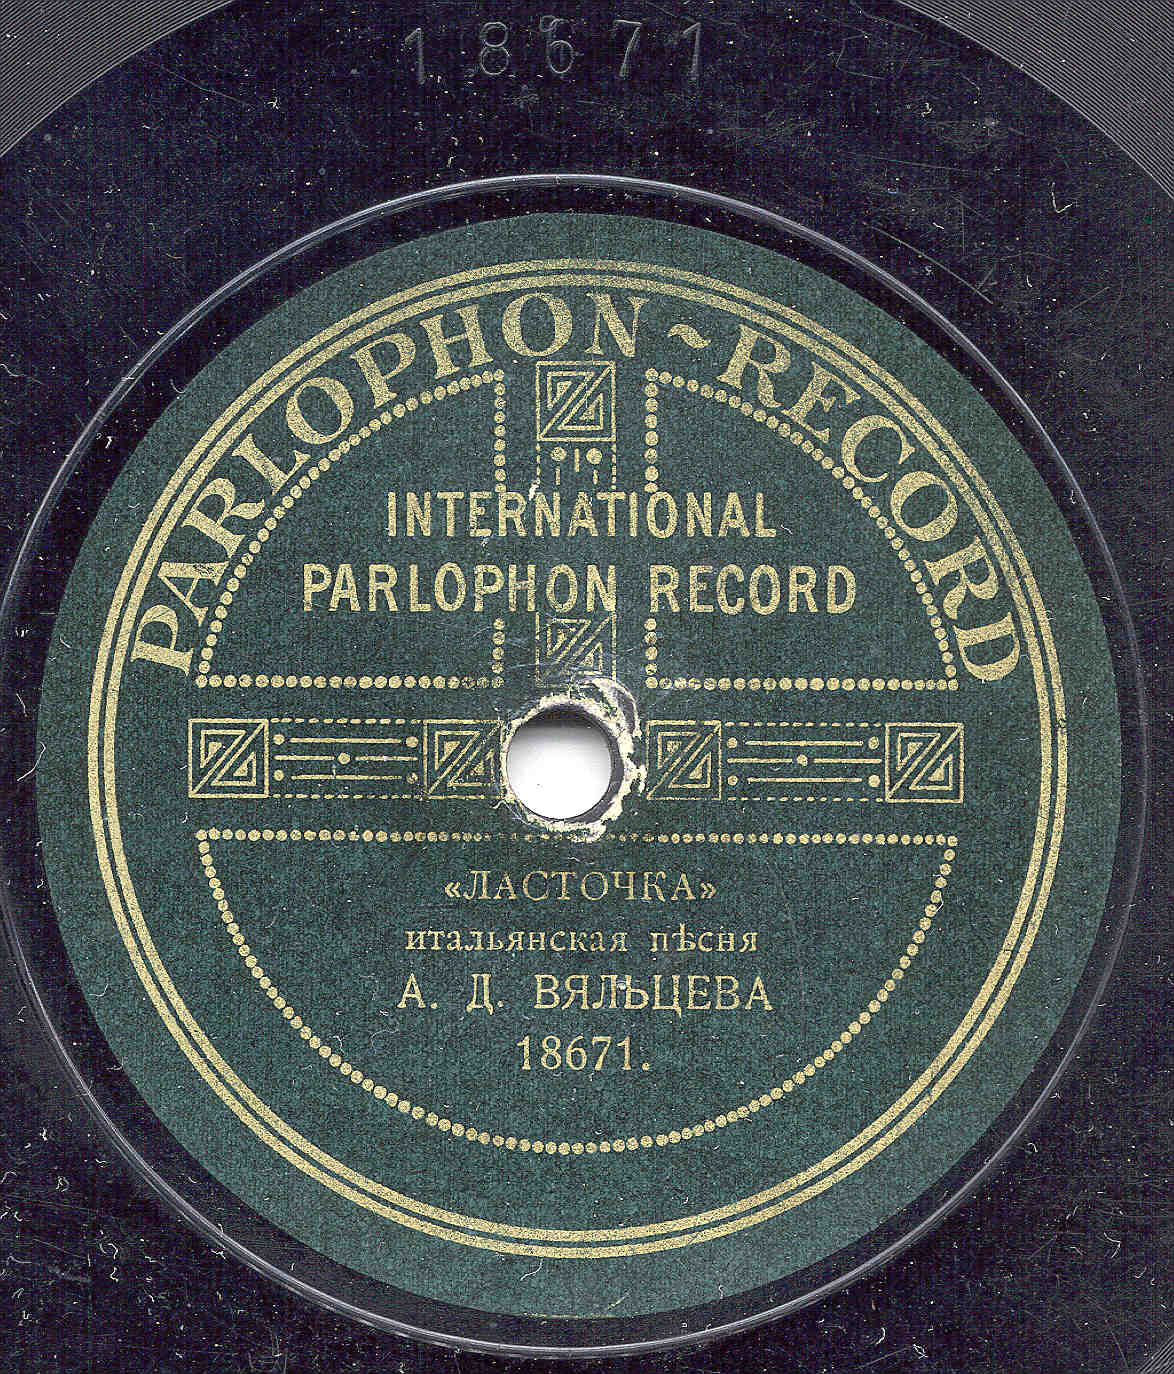 18671
PARLOPHON ~ RECORD
INTERNATIONAL
PARLOPHON RECORD
«ЛАСТОЧКА»
итальянская пѣсня
А. Д. ВЯЛЬЦЕВА
18671.